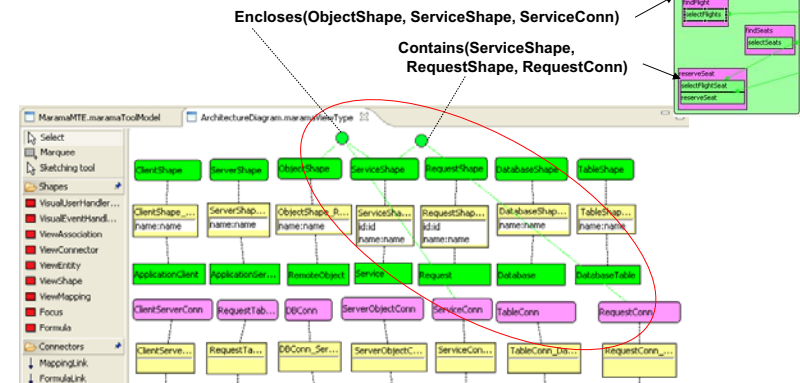 Encloses(ObjectShape, ServiceShape, ServiceConn)
Contains(ServiceShape,
RequestShape, RequestConn)
findFlight
selectFlights
findSeats
selectSeats
reserveSeat
selectFlightSeat
reserveSeat
MaramaMTE.maramaToolModel
ArchitectureDiagram.maramaViewType
Select
Marquee
Sketching tool
Shapes
VisualUserHandler...
VisualEventHandl...
ViewAssociation
ViewConnector
ViewEntity
ViewShape
ViewMapping
Focus
Formula
Connectors
MappingLink
FormulaLink
ClientShape ServerShape ObjectShape ServiceShape RequestShape DatabaseShape TableShape
ClientShape_... ServerShap... ObjectShape_R... ServiceSha... RequestShap... DatabaseShap... TableShap...
name:name name:name name:name id:id id:id name:name name:name
name:name name:name
ApplicationClient ApplicationSer... RemoteObject Service Request Database DatabaseTable
ClientServerConn RequestTab... DBConn ServerObjectConn ServiceConn TableConn RequestConn
ClientServe... RequestTa... DBConn_Ser... ServerObjectC... ServiceCon... TableConn_Da... RequestConn_...